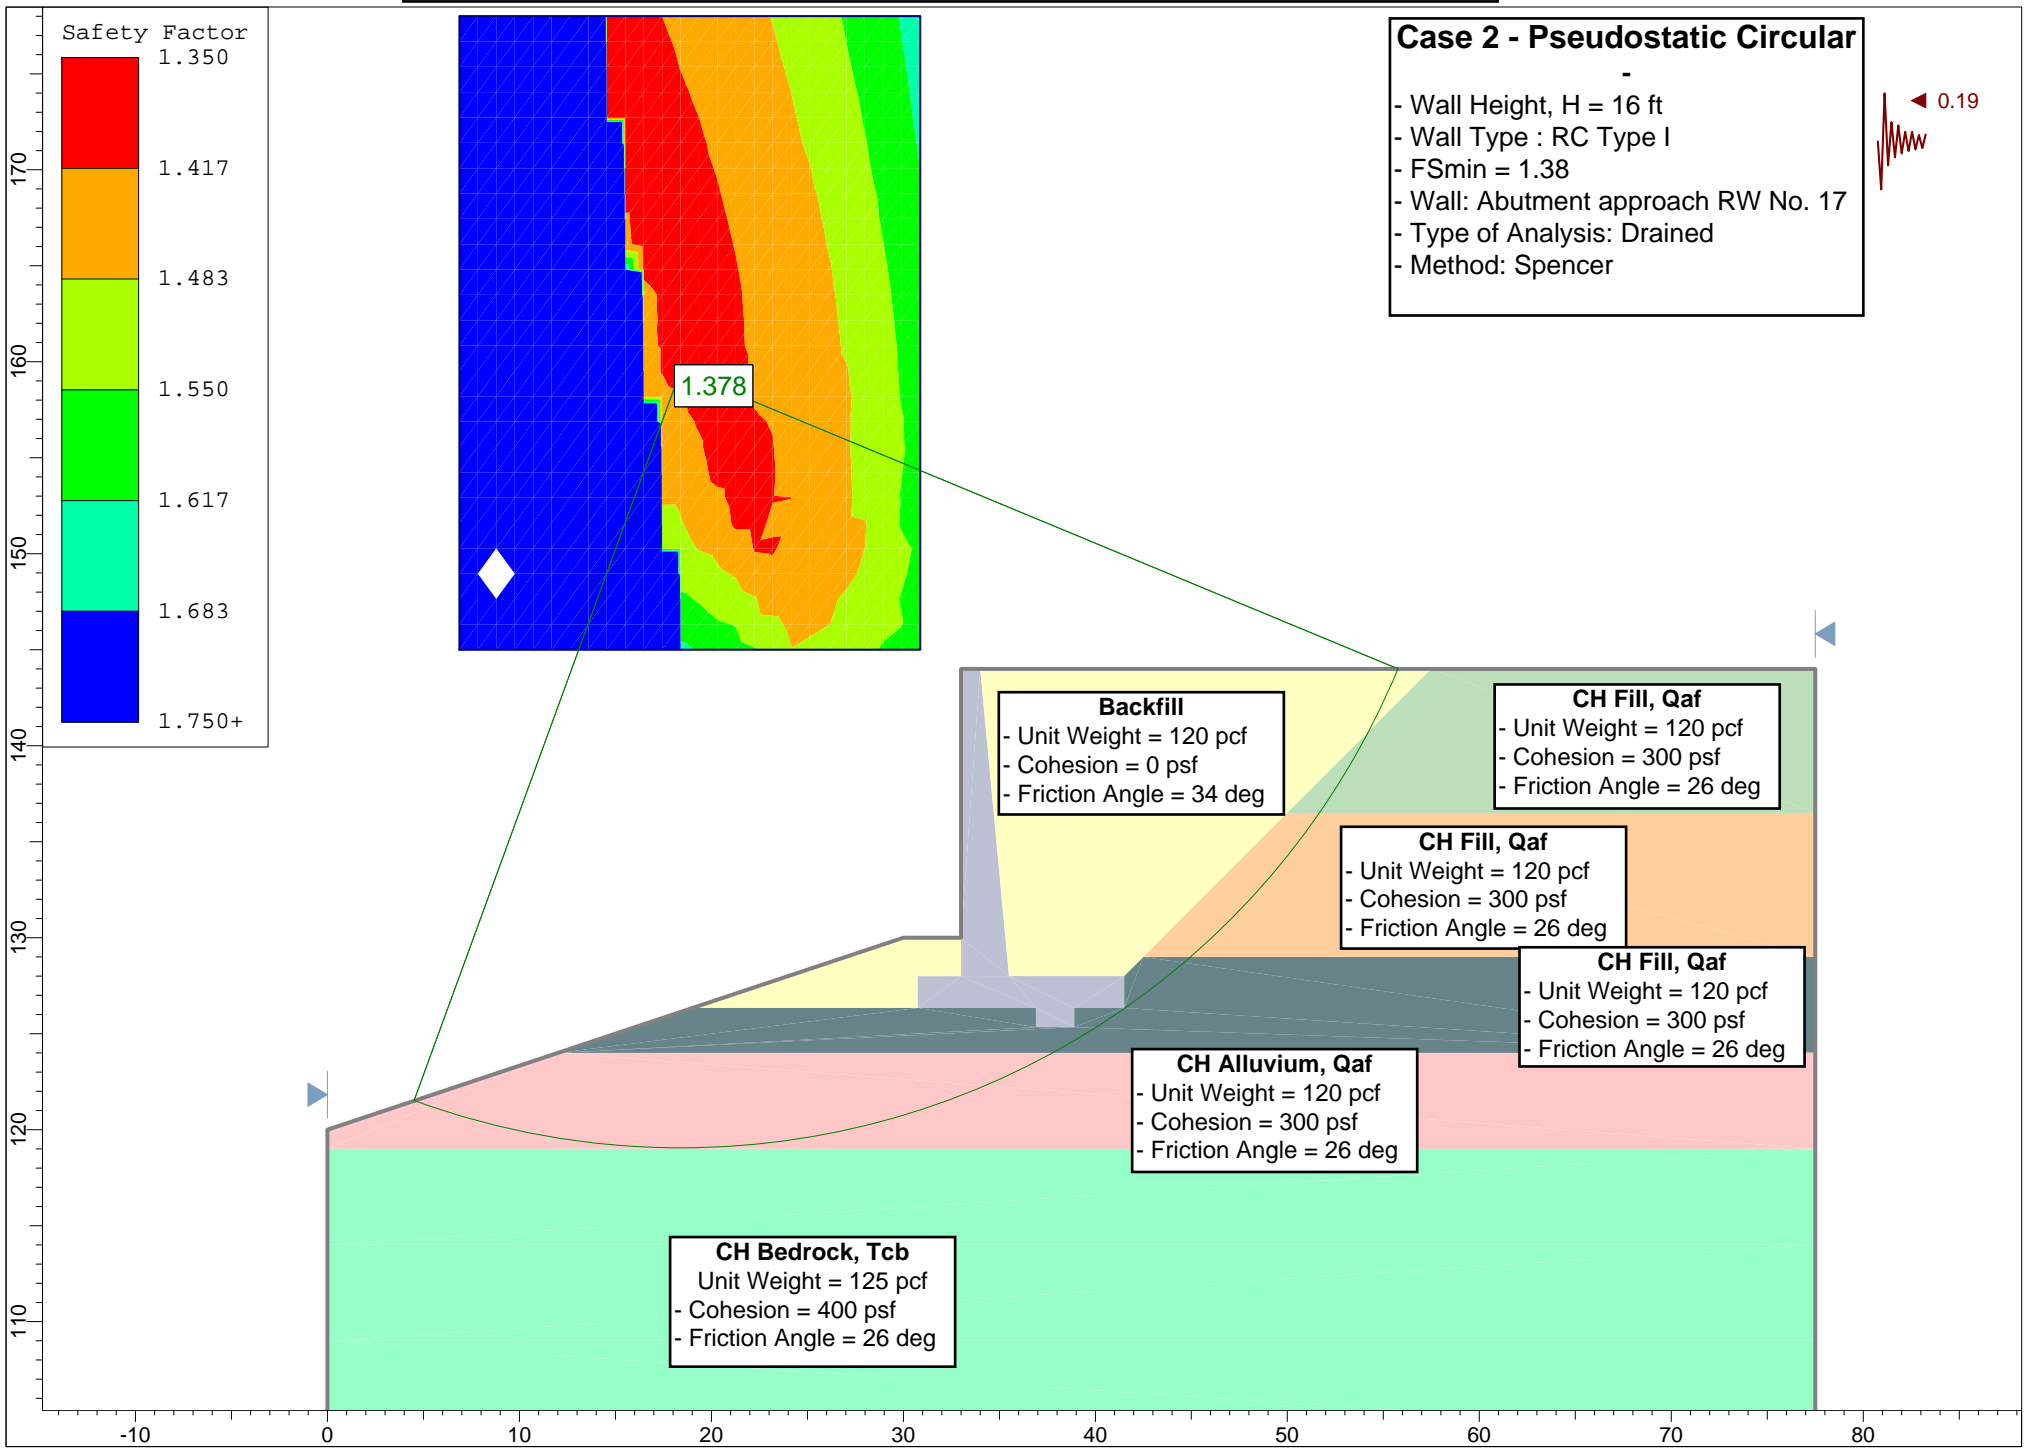 Safety Factor
1.350
1.417
1.483
1.550
1.617
1.683
1.750+
Case 2 - Pseudostatic Circular
-
- Wall Height, H = 16 ft
- Wall Type : RC Type I
- FSmin = 1.38
- Wall: Abutment approach RW No. 17
- Type of Analysis: Drained
- Method: Spencer
0.19
1.378
Backfill
- Unit Weight = 120 pcf
- Cohesion = 0 psf
- Friction Angle = 34 deg
CH Fill, Qaf
- Unit Weight = 120 pcf
- Cohesion = 300 psf
- Friction Angle = 26 deg
CH Fill, Qaf
- Unit Weight = 120 pcf
- Cohesion = 300 psf
- Friction Angle = 26 deg
CH Fill, Qaf
- Unit Weight = 120 pcf
- Cohesion = 300 psf
- Friction Angle = 26 deg
CH Alluvium, Qaf
- Unit Weight = 120 pcf
- Cohesion = 300 psf
- Friction Angle = 26 deg
CH Bedrock, Tcb
Unit Weight = 125 pcf
- Cohesion = 400 psf
- Friction Angle = 26 deg
170
160
150
140
130
120
110
-10 0 10 20 30 40 50 60 70 80